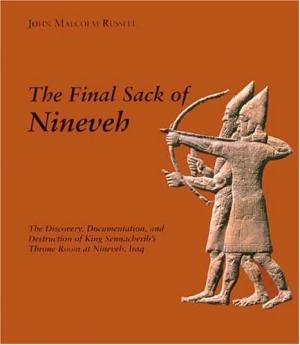 JOHN MALCOLM RUSSELL
The Final Sack of
Nineveh
The Discovery, Documentation, and
Destruction of King Sennacherib's
Throne Room at Nineveh, Iraq